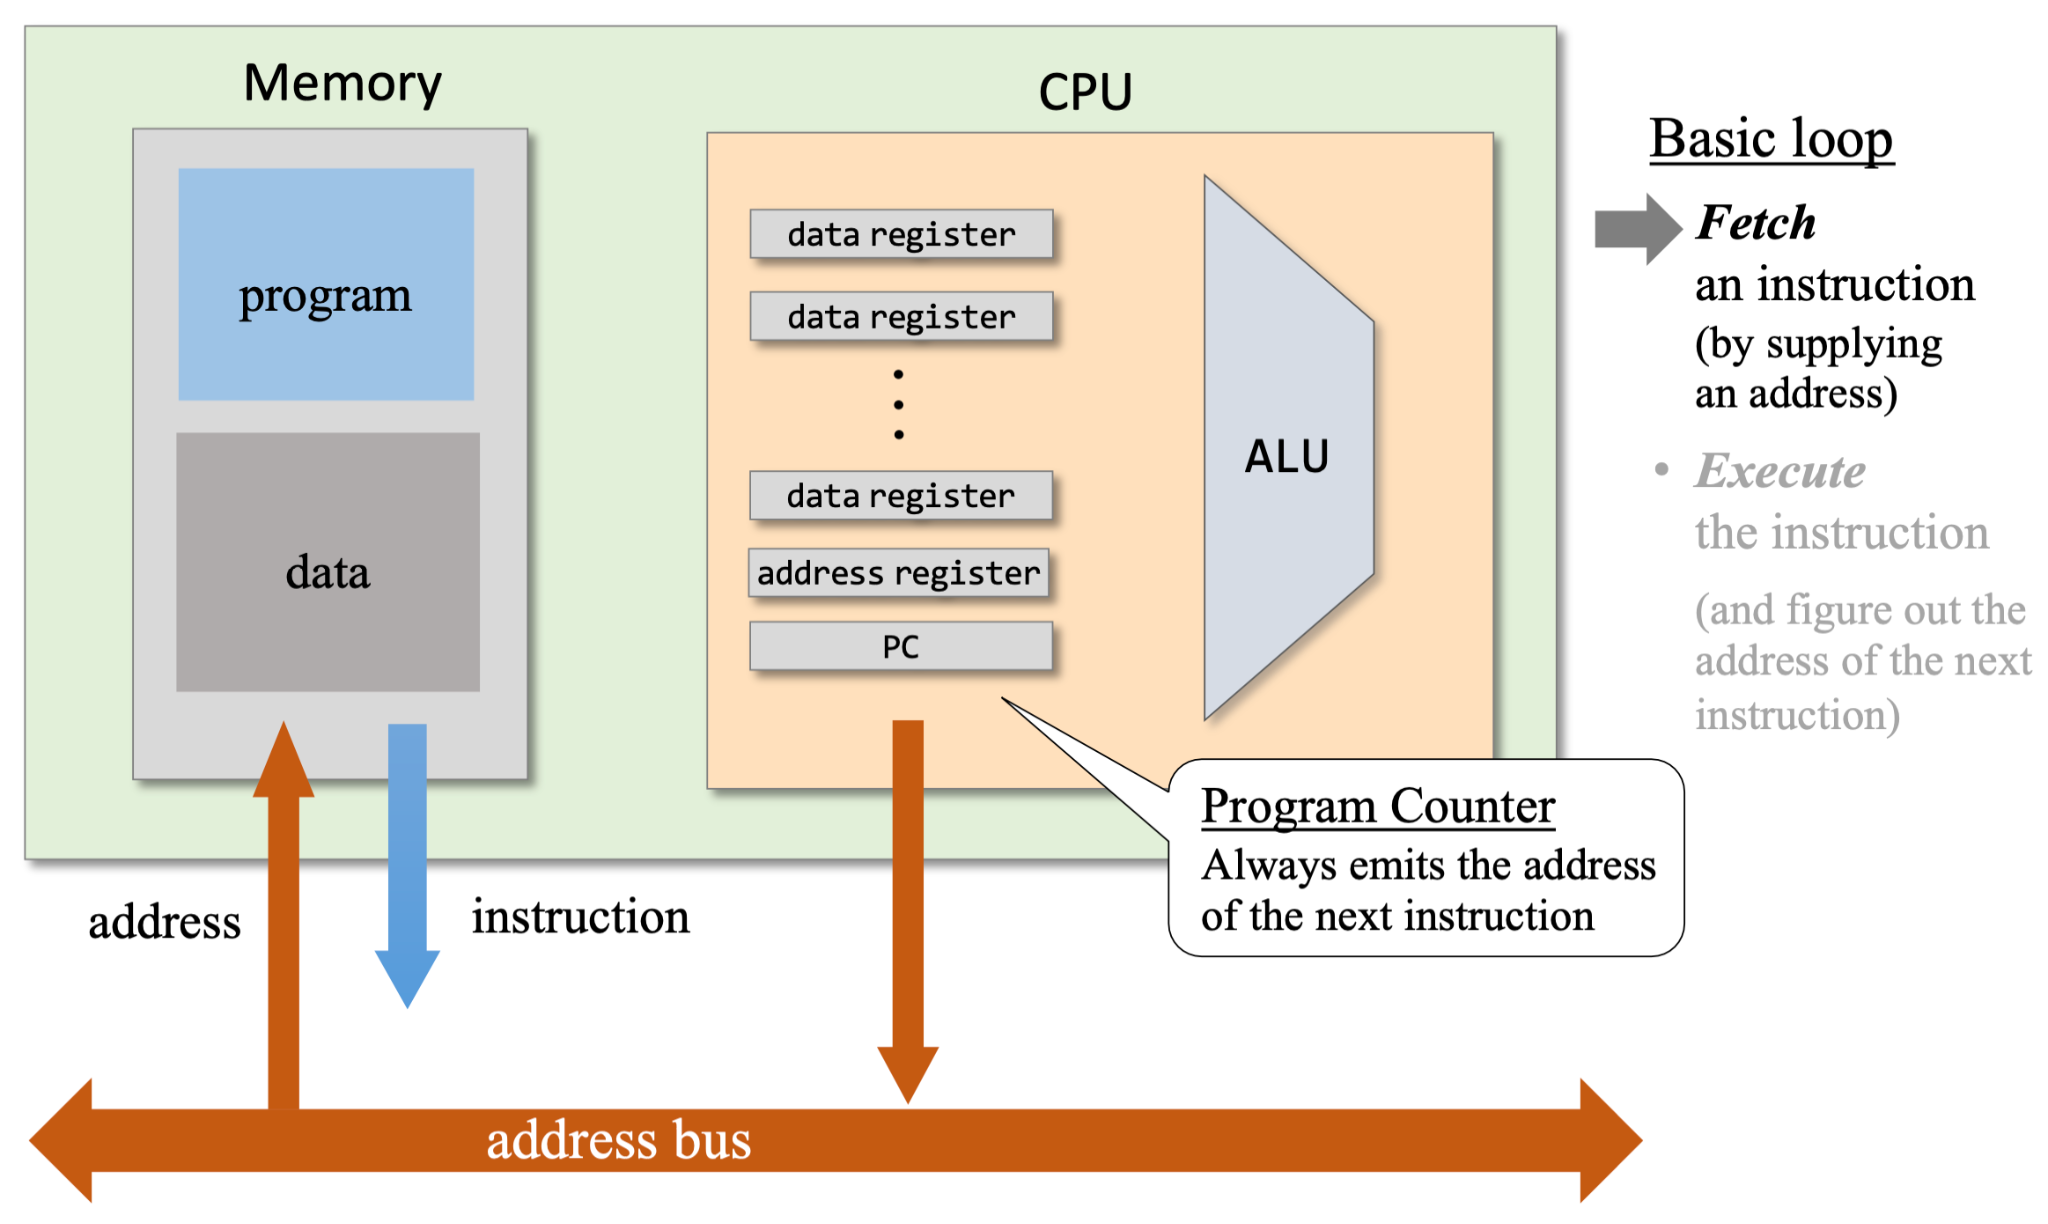 Memory
program
data
CPU
data register
data register
data register
address register
PC
ALU
Basic loop
Fetch
an instruction
(by supplying
an address)
• Execute
the instruction
(and figure out the
address of the next
instruction)
Program Counter
Always emits the address
of the next instruction
address
instruction
address bus